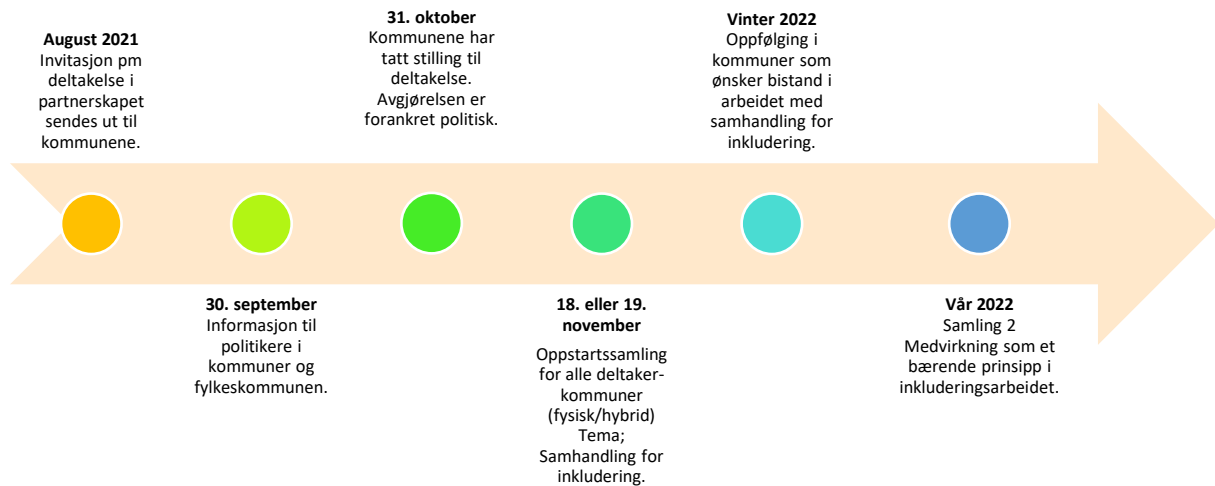 August 2021
Invitasjon pm
deltakelse i
partnerskapet
sendes ut til
kommunene.
30. september
Informasjon til
politikere i
kommuner og
fylkeskommunen.
31. oktober
Kommunene har
tatt stilling til
deltakelse.
Avgjørelsen er
forankret politisk.
18. eller 19.
november
Oppstartssamling
for alle deltaker-
kommuner
(fysisk/hybrid)
Tema;
Samhandling for
inkludering.
Vinter 2022
Oppfølging i
kommuner som
ønsker bistand i
arbeidet med
samhandling for
inkludering.
Vår 2022
Samling 2
Medvirkning som et
bærende prinsipp i
inkluderingsarbeidet.